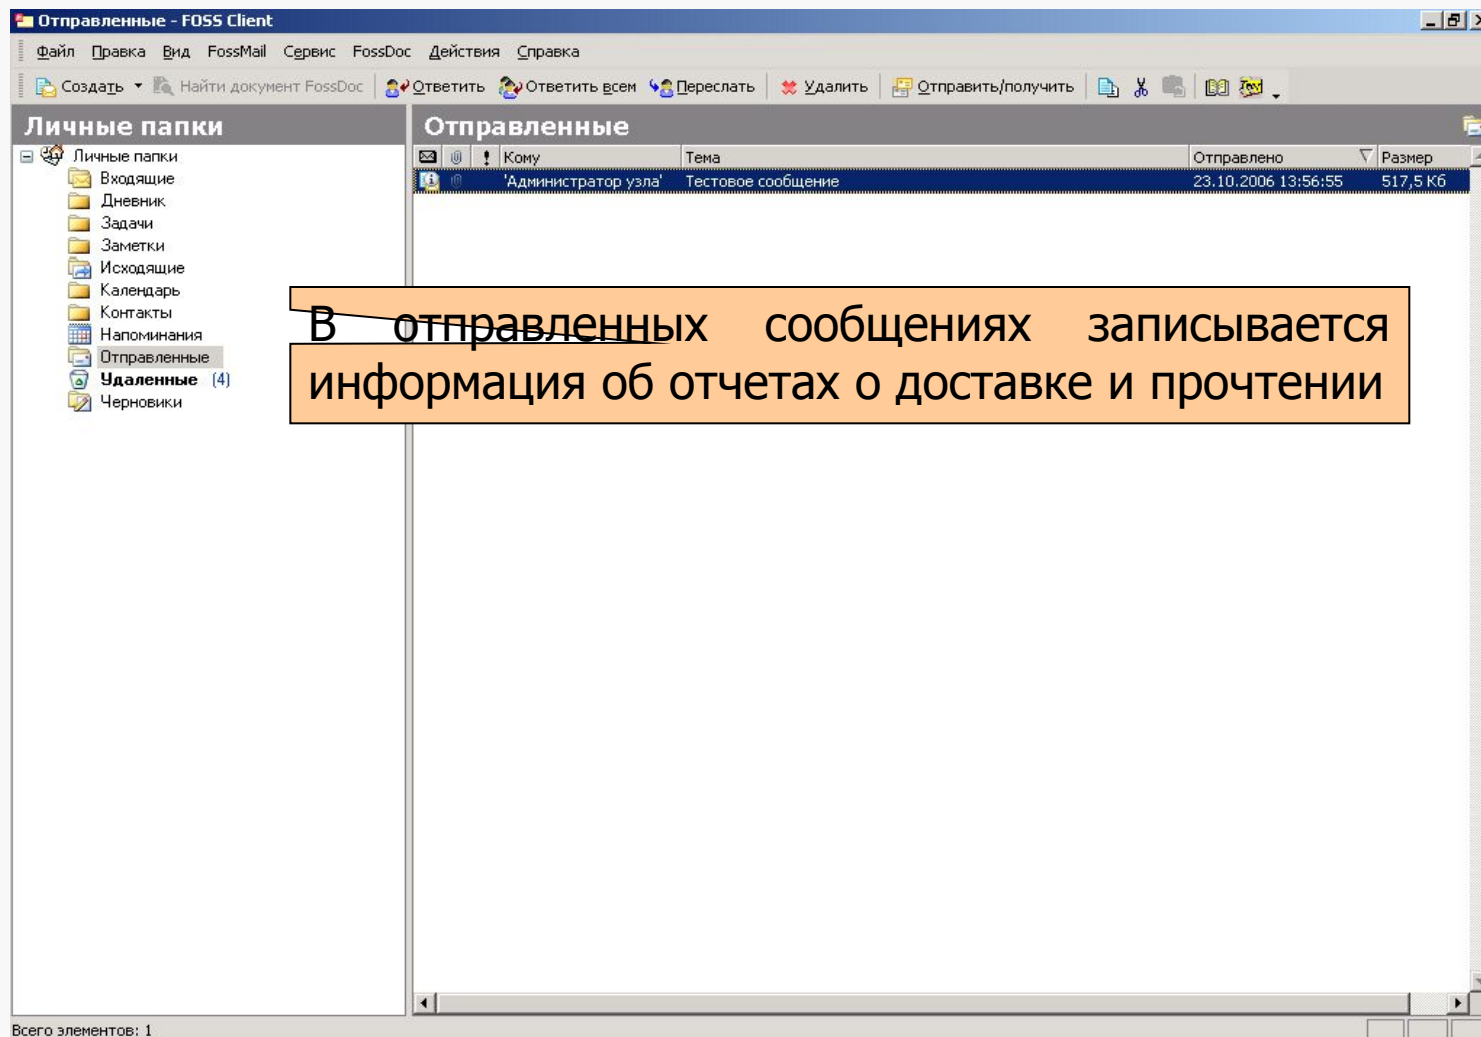 Отправленные - FOSS Client
Файл Правка Вид FossMail Сервис FossDoc Действия Справка
Создать Найти документ FossDoc Ответить Ответить всем Переслать Удалить Отправить/получить
Личные папки
Отправленные
Личные папки
Входящие
Дневник
Задачи
Заметки
Исходящие
Календарь
Контакты
Напоминания
Отправленные
Удаленные (4)
Черновики
Кому Тема Отправлено Размер
'Администратор узла' Тестовое сообщение 23.10.2006 13:56:55 517,5 Кб
В отправленных сообщениях записывается
информация об отчетах о доставке и прочтении
Всего элементов: 1